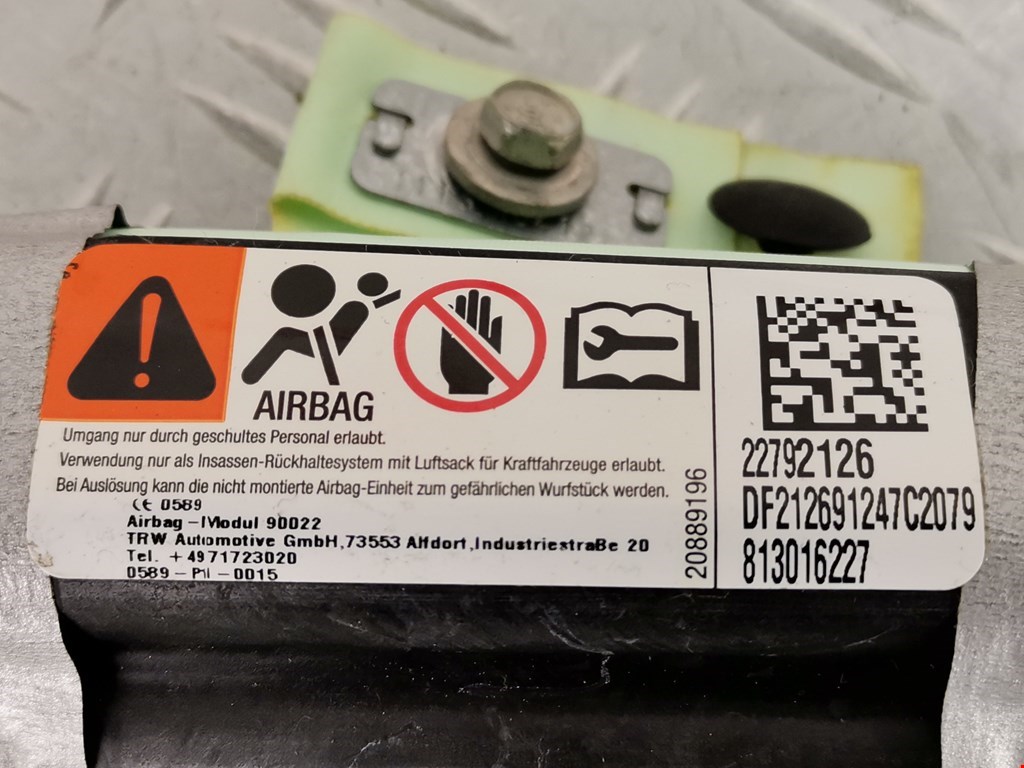 AIRBAG
Umgang nur durch geschultes Personal erlaubt.
Verwendung nur als Insassen-Rückhaltesystem mit Luftsack für Kraftfahrzeuge erlaubt.
Bei Auslösung kann die nicht montierte Airbag-Einheit zum gefährlichen Wurfstück werden.
CE 0589
Airbag-Modul 90022
TRW Automotive GmbH,73553 Alfdorf,Industriestraße 20
Tel. +4971723020
0589-PII-0015
20889196
22792126
DF212691247C2079
813016227